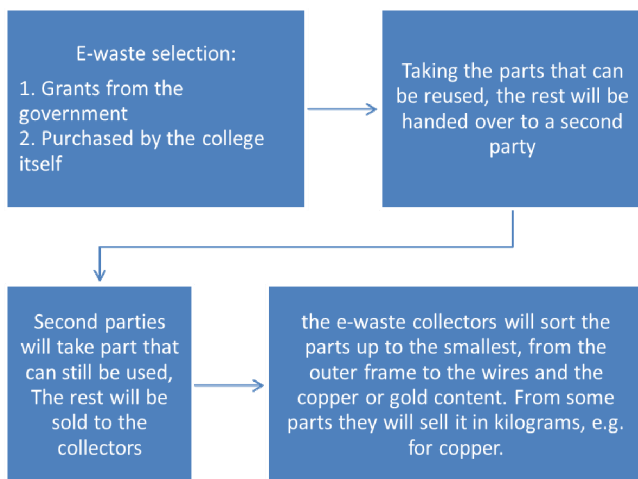 E-waste selection:
1. Grants from the
government
2. Purchased by the college
itself
Taking the parts that can
be reused, the rest will be
handed over to a second
party
Second parties
will take part that
can still be used,
The rest will be
sold to the
collectors
the e-waste collectors will sort the
parts up to the smallest, from the
outer frame to the wires and the
copper or gold content. From some
parts they will sell it in kilograms, e.g.
for copper.